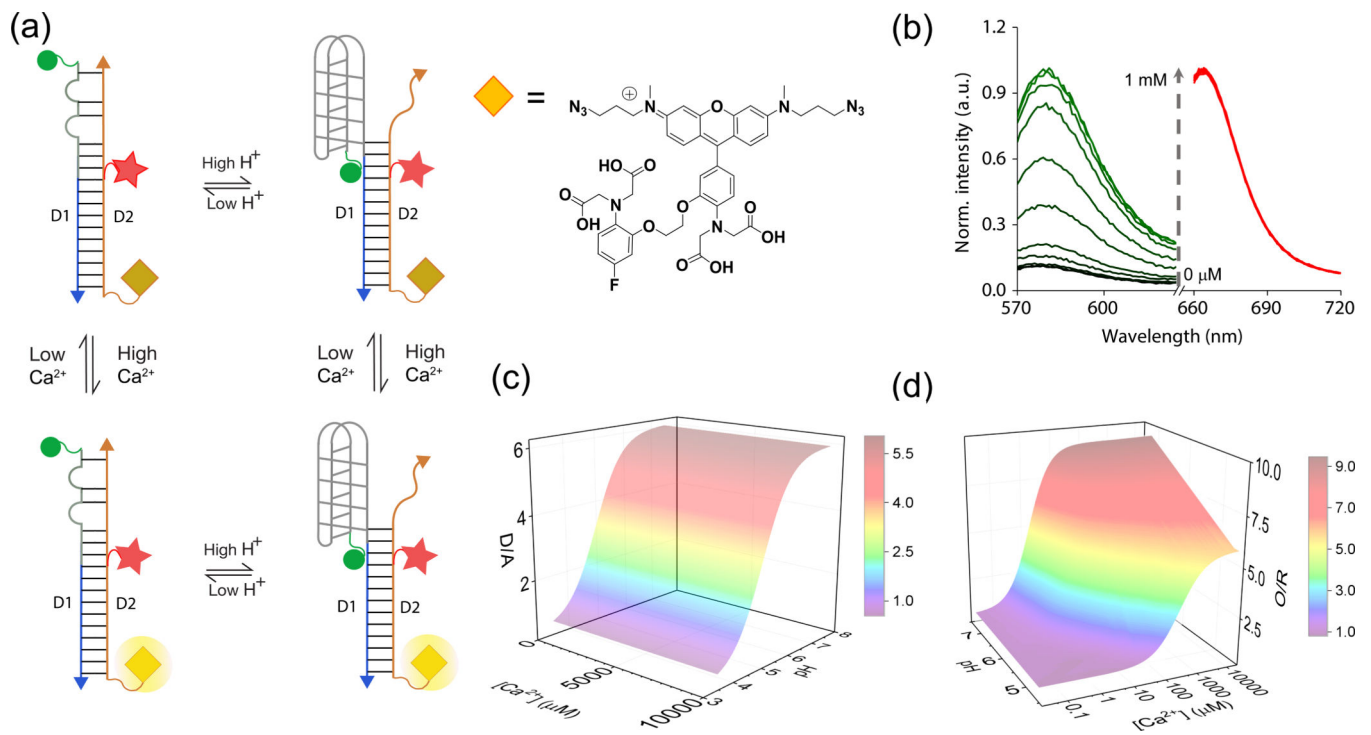 (a)
High H⁺
Low H⁺
D1
D2
D1
D2
Low
Ca²⁺
High
Ca²⁺
Low
Ca²⁺
High
Ca²⁺
D1
D2
High H⁺
Low H⁺
D1
D2
=
N₃
N
⊕
O
N
N₃
HO
O
O
OH
N
O
O
N
O
OH
O
OH
F
(b)
Norm. intensity (a.u.)
1.2
0.9
0.6
0.3
0.0
1 mM
0 μM
570
600
660
690
720
Wavelength (nm)
(c)
D/A
6
4
2
0
5000
10000
[Ca²⁺] (μM)
3
4
5
6
7
8
pH
5.5
4.0
2.5
1.0
(d)
10.0
7.5
5.0
2.5
O/R
7
6
5
pH
0.1
1
10
100
1000
10000
[Ca²⁺] (μM)
9.0
7.0
5.0
3.0
1.0